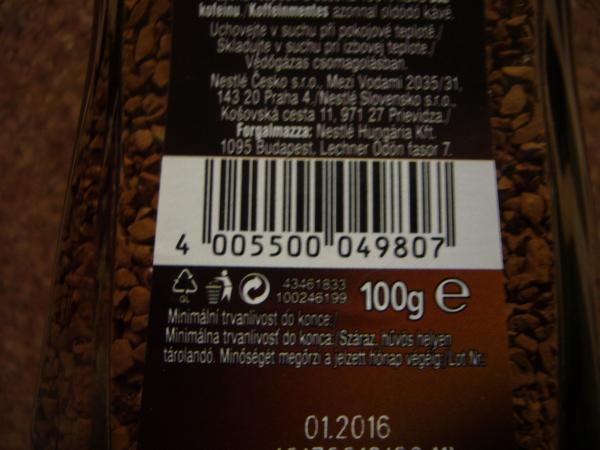 kofeinu./Koffeinmentes azonnal oldódó kávé.
Uchovejte v suchu při pokojové teplotě./
Skladujte v suchu pri izbovej teplote./
Védőgázas csomagolásban.
Nestlé Česko s.r.o., Mezi Vodami 2035/31,
143 20 Praha 4./Nestlé Slovensko s.r.o.,
Košovská cesta 11, 971 27 Prievidza./
Forgalmazza: Nestlé Hungária Kft.
1095 Budapest, Lechner Ödön fasor 7.
4 005500 049807
GL
43461833
100246199
100g ℮
Minimální trvanlivost do konce:/
Minimálna trvanlivosť do konca:/Száraz, hűvös helyen
tárolandó. Minőségét megőrzi a jelzett hónap végéig:/Lot Nr.:
01.2016